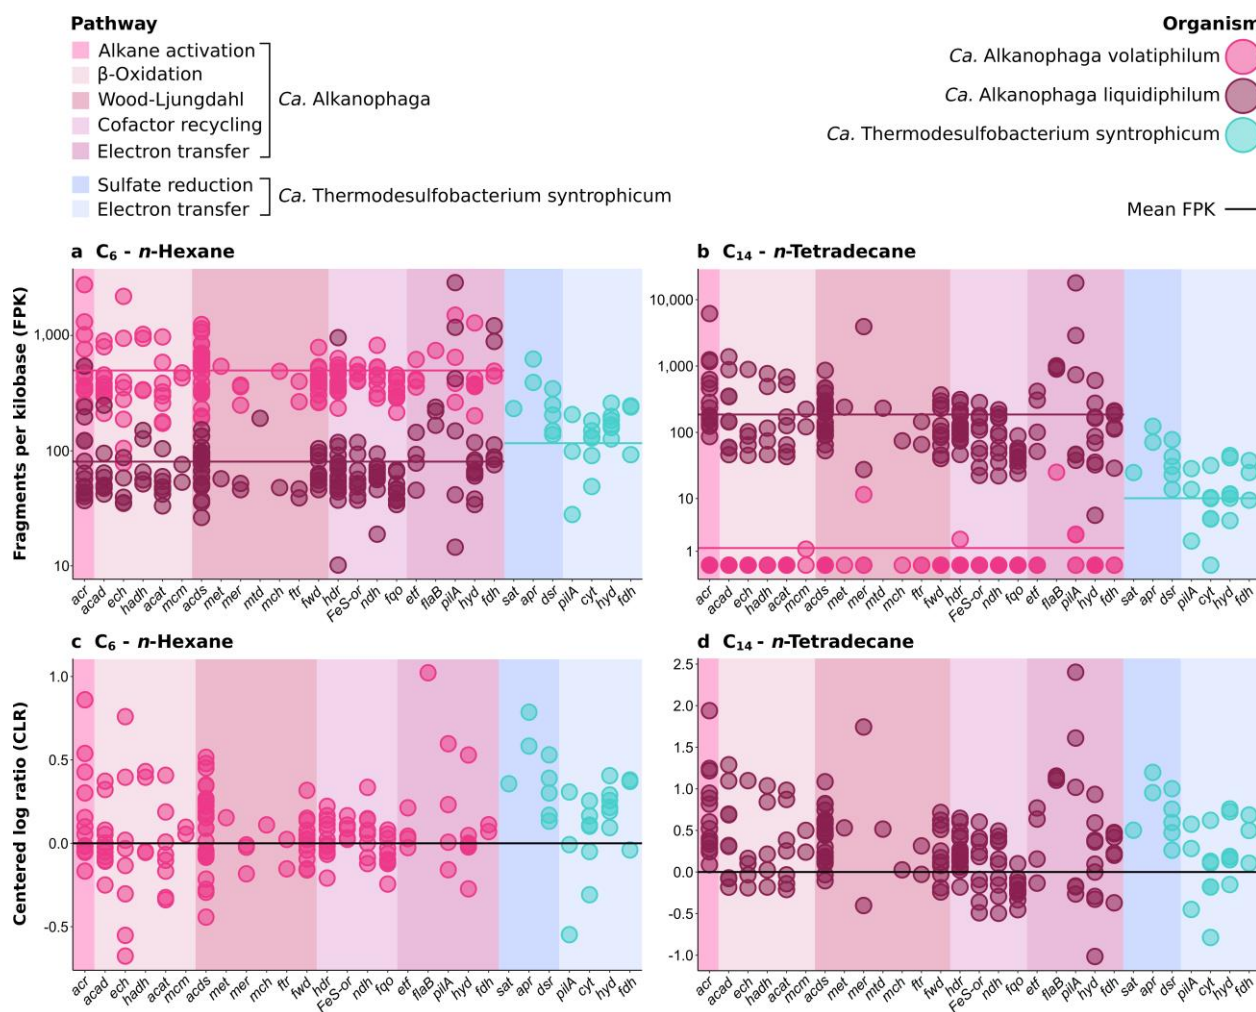 Pathway
Alkane activation
β-Oxidation
Wood-Ljungdahl
Cofactor recycling
Electron transfer
Ca. Alkanophaga
Sulfate reduction
Electron transfer
Ca. Thermodesulfobacterium syntrophicum
Organism
Ca. Alkanophaga volatiphilum
Ca. Alkanophaga liquidiphilum
Ca. Thermodesulfobacterium syntrophicum
Mean FPK
a C₆ - n-Hexane
Fragments per kilobase (FPK)
1,000
100
10
acr acad ech hadh acat mcm acds met mer mtd mch ftr fwd hdr FeS-or ndh fqo etf flaB pilA hyd fdh sat apr dsr pilA cyt hyd fdh
b C₁₄ - n-Tetradecane
10,000
1,000
100
10
1
acr acad ech hadh acat mcm acds met mer mtd mch ftr fwd hdr FeS-or ndh fqo etf flaB pilA hyd fdh sat apr dsr pilA cyt hyd fdh
c C₆ - n-Hexane
Centered log ratio (CLR)
1.0
0.5
0.0
-0.5
acr acad ech hadh acat mcm acds met mer mch ftr fwd hdr FeS-or ndh fqo etf flaB pilA hyd fdh sat apr dsr pilA cyt hyd fdh
d C₁₄ - n-Tetradecane
2.5
2.0
1.5
1.0
0.5
0.0
-0.5
-1.0
acr acad ech hadh acat mcm acds met mer mtd mch ftr fwd hdr FeS-or ndh fqo etf flaB pilA hyd fdh sat apr dsr pilA cyt hyd fdh